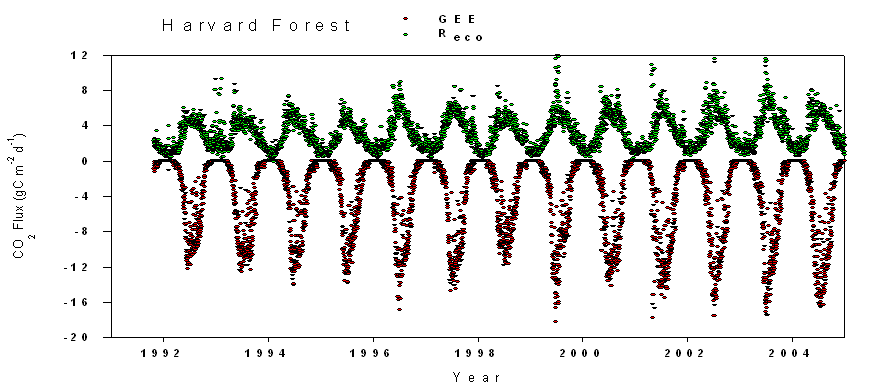 Harvard Forest
GEE
Reco
12
8
4
0
-4
-8
-12
-16
-20
CO2 Flux (gC m-2 d-1)
1992 1994 1996 1998 2000 2002 2004
Year